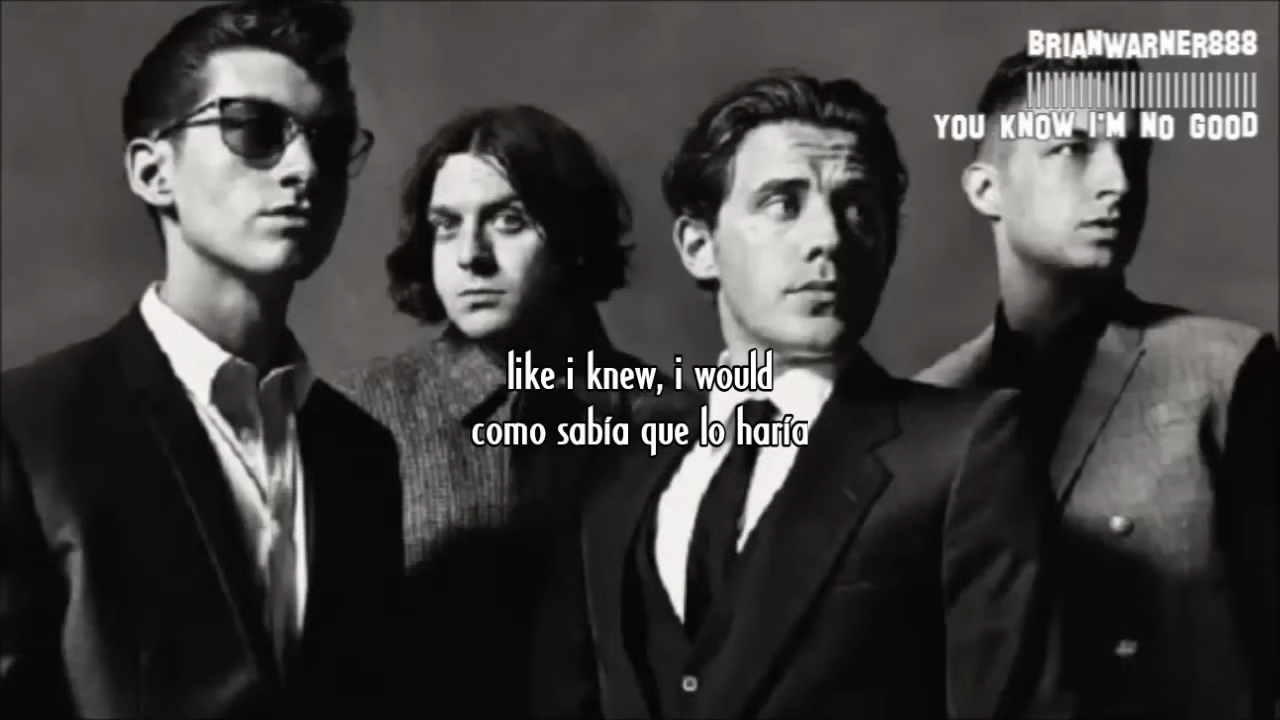 BRIANWARNER888
YOU KNOW I'M NO GOOD
like i knew, i would
como sabía que lo haría